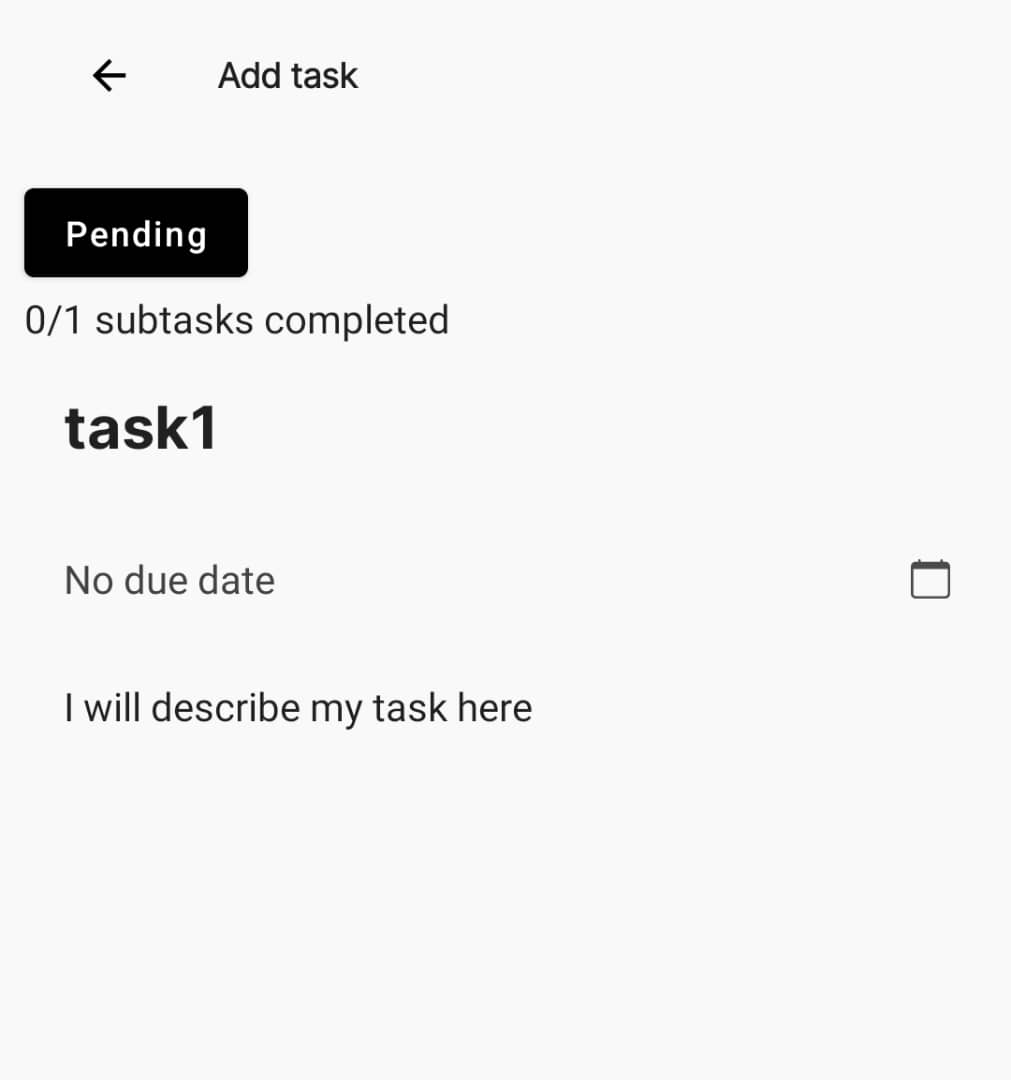 Add task
Pending
0/1 subtasks completed
task1
No due date
I will describe my task here